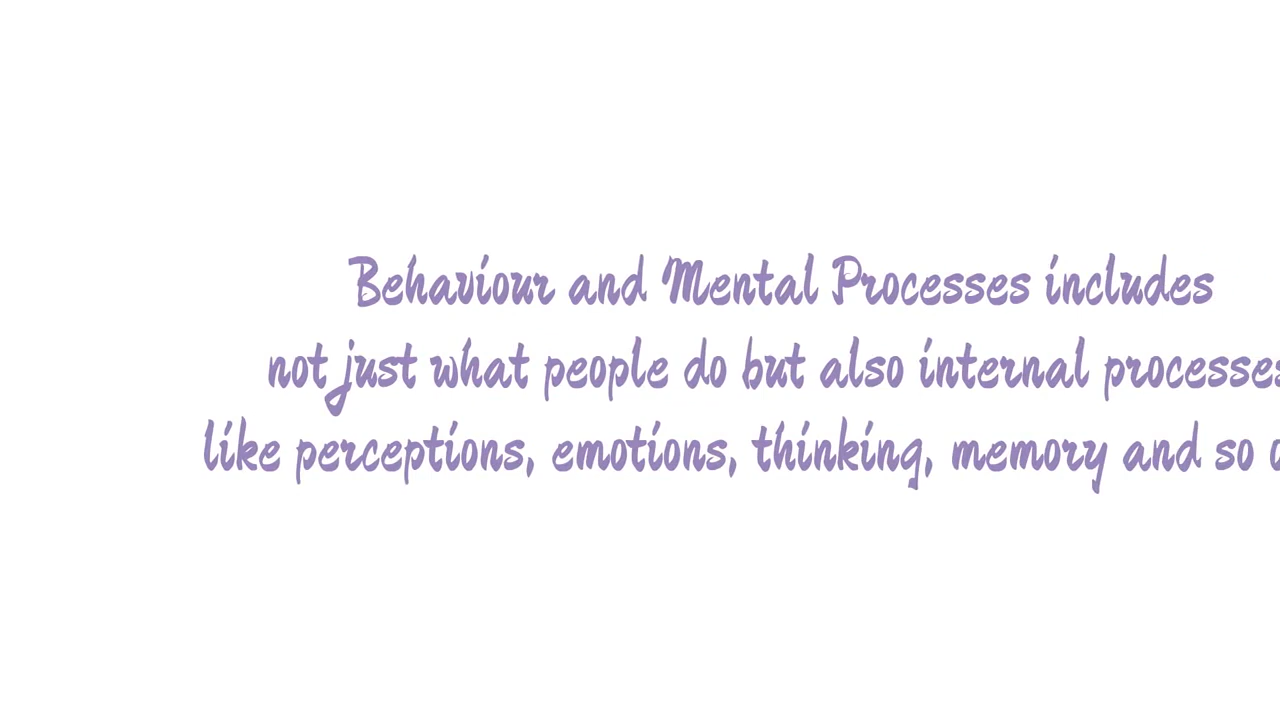 Behaviour and Mental Processes includes
not just what people do but also internal processes
like perceptions, emotions, thinking, memory and so